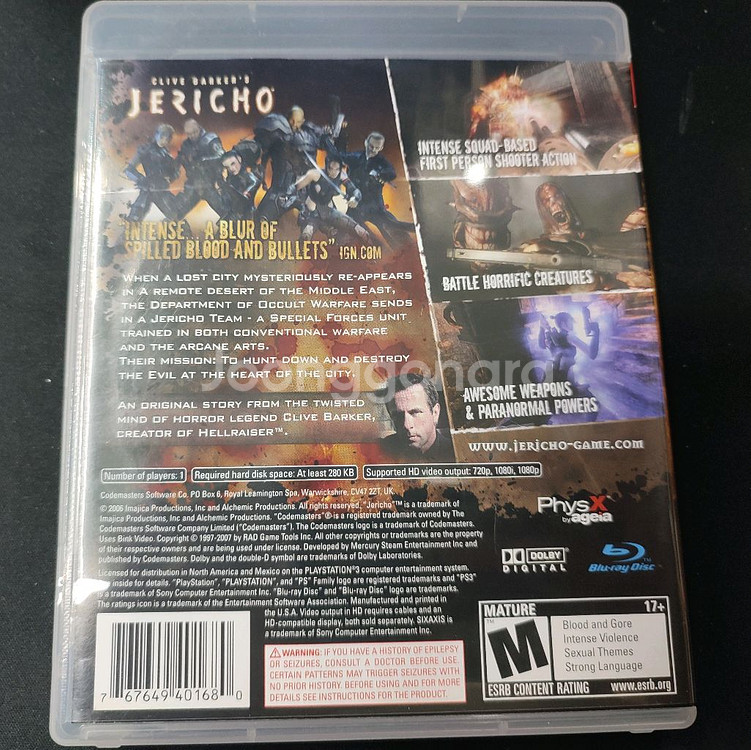 CLIVE BARKER'S
JERICHO
"INTENSE... A BLUR OF
SPILLED BLOOD AND BULLETS" IGN.COM
WHEN A LOST CITY MYSTERIOUSLY RE-APPEARS
IN A REMOTE DESERT OF THE MIDDLE EAST,
THE DEPARTMENT OF OCCULT WARFARE SENDS
IN A JERICHO TEAM - A SPECIAL FORCES UNIT
TRAINED IN BOTH CONVENTIONAL WARFARE
AND THE ARCANE ARTS.
THEIR MISSION: TO HUNT DOWN AND DESTROY
THE EVIL AT THE HEART OF THE CITY.
AN ORIGINAL STORY FROM THE TWISTED
MIND OF HORROR LEGEND CLIVE BARKER,
CREATOR OF HELLRAISER™.
INTENSE SQUAD-BASED
FIRST PERSON SHOOTER ACTION
BATTLE HORRIFIC CREATURES
AWESOME WEAPONS
& PARANORMAL POWERS
WWW.JERICHO-GAME.COM
Joonggonara
Number of players: 1
Required hard disk space: At least 280 KB
Supported HD video output: 720p, 1080i, 1080p
Codemasters Software Co. PO Box 6, Royal Leamington Spa, Warwickshire, CV47 2ZT, UK.
© 2006 Imajica Productions, Inc and Alchemic Productions. All rights reserved. "Jericho"™ is a trademark of
Imajica Productions, Inc and Alchemic Productions. "Codemasters"® is a registered trademark owned by The
Codemasters Software Company Limited ("Codemasters"). The Codemasters logo is a trademark of Codemasters.
Uses Bink Video. Copyright © 1997-2007 by RAD Game Tools Inc. All other copyrights or trademarks are the property
of their respective owners and are being used under license. Developed by Mercury Steam Entertainment Inc and
published by Codemasters. Dolby and the double-D symbol are trademarks of Dolby Laboratories.
Licensed for distribution in North America and Mexico on the PLAYSTATION®3 computer entertainment system.
inside for details. "PlayStation", "PLAYSTATION", and "PS" Family logo are registered trademarks and "PS3"
is a trademark of Sony Computer Entertainment Inc. "Blu-ray Disc" and "Blu-ray Disc" logo are trademarks.
The ratings icon is a trademark of the Entertainment Software Association. Manufactured and printed in
the U.S.A. Video output in HD requires cables and an
HD-compatible display, both sold separately. SIXAXIS is
a trademark of Sony Computer Entertainment Inc.
PhysX
by ageia
DOLBY
DIGITAL
Blu-ray Disc™
7 67649 40168 0
⚠WARNING: IF YOU HAVE A HISTORY OF EPILEPSY
OR SEIZURES, CONSULT A DOCTOR BEFORE USE.
CERTAIN PATTERNS MAY TRIGGER SEIZURES WITH
NO PRIOR HISTORY. BEFORE USING AND FOR MORE
DETAILS SEE INSTRUCTIONS FOR THE PRODUCT.
MATURE 17+
M
Blood and Gore
Intense Violence
Sexual Themes
Strong Language
ESRB CONTENT RATING www.esrb.org